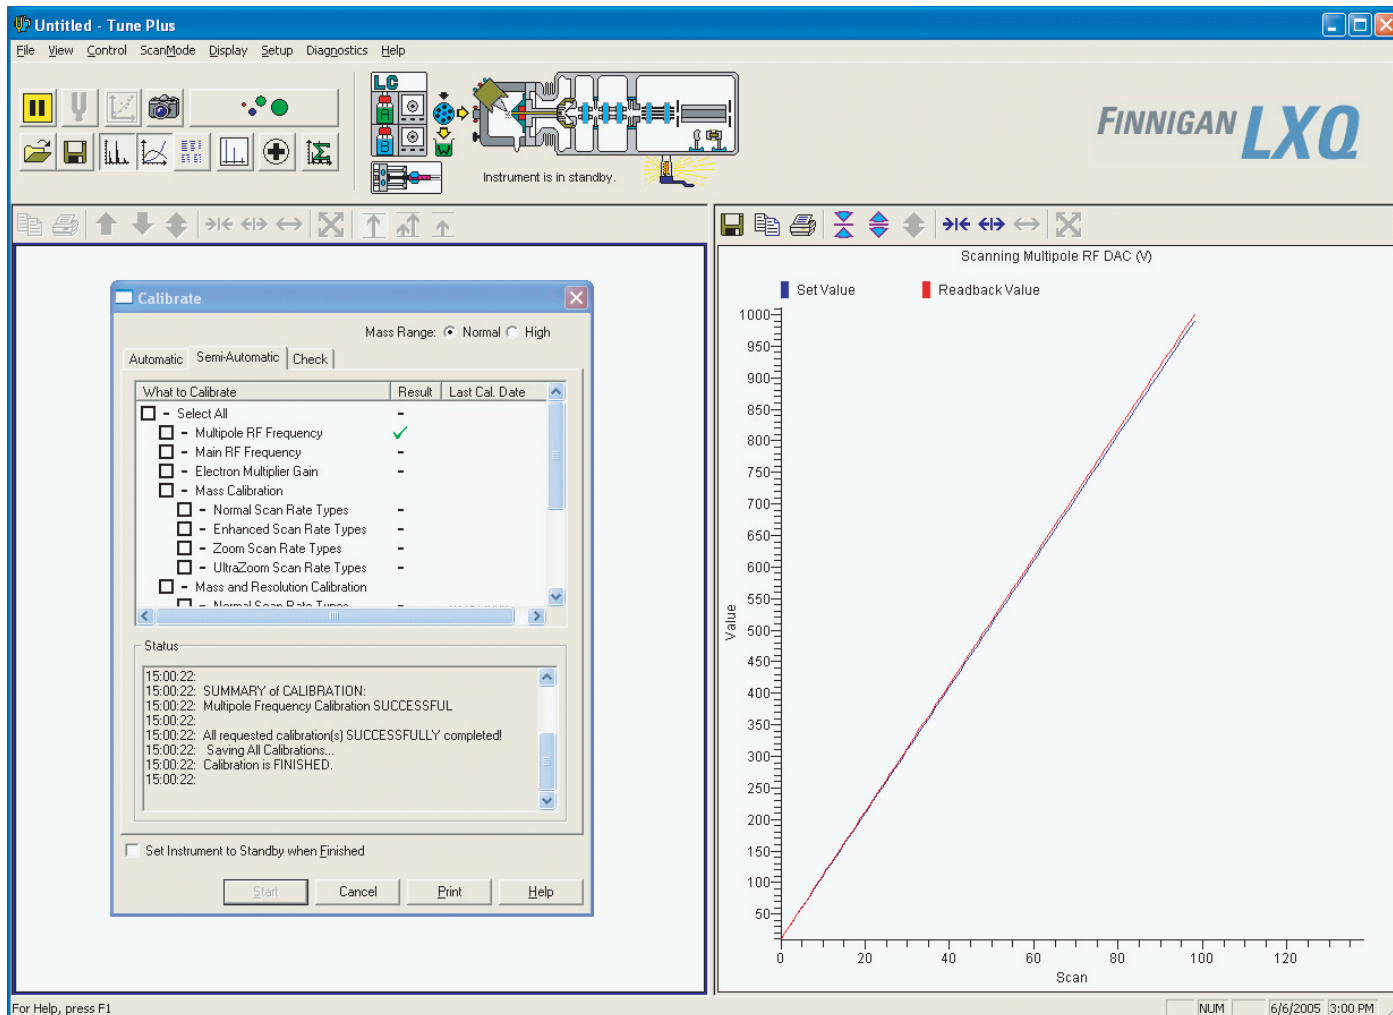 Untitled - Tune Plus
File View Control ScanMode Display Setup Diagnostics Help
LC
A
B
Instrument is in standby.
FINNIGAN LXQ
Calibrate
Mass Range: Normal High
Automatic Semi-Automatic Check
What to Calibrate Result Last Cal. Date
- Select All -
- Multipole RF Frequency
- Main RF Frequency -
- Electron Multiplier Gain -
- Mass Calibration
- Normal Scan Rate Types -
- Enhanced Scan Rate Types -
- Zoom Scan Rate Types -
- UltraZoom Scan Rate Types -
- Mass and Resolution Calibration
- Normal Scan Rate Types -
Status
15:00:22:
15:00:22: SUMMARY of CALIBRATION:
15:00:22: Multipole Frequency Calibration SUCCESSFUL
15:00:22:
15:00:22: All requested calibration(s) SUCCESSFULLY completed!
15:00:22: Saving All Calibrations...
15:00:22: Calibration is FINISHED.
15:00:22:
Set Instrument to Standby when Finished
Start Cancel Print Help
Scanning Multipole RF DAC (V)
Set Value Readback Value
1000
950
900
850
800
750
700
650
600
550
500
450
400
350
300
250
200
150
100
50
Value
0 20 40 60 80 100 120
Scan
For Help, press F1
NUM 6/6/2005 3:00 PM